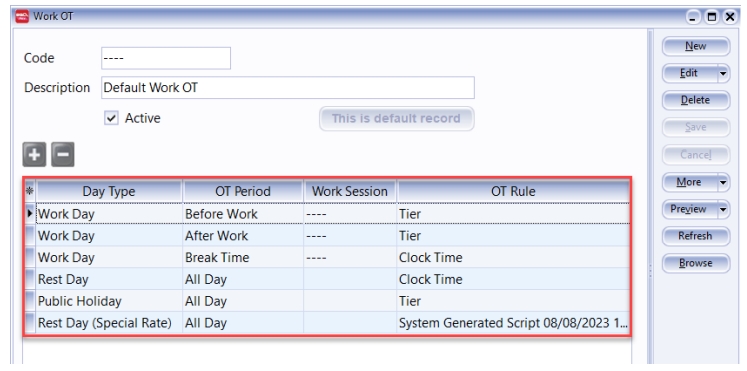 Work OT
New
Code ----
Edit
Description Default Work OT
Delete
Active This is default record
Save
Cancel
More
Day Type OT Period Work Session OT Rule
Work Day Before Work ---- Tier
Preview
Work Day After Work ---- Tier
Refresh
Work Day Break Time ---- Clock Time
Browse
Rest Day All Day Clock Time
Public Holiday All Day Tier
Rest Day (Special Rate) All Day System Generated Script 08/08/2023 1...